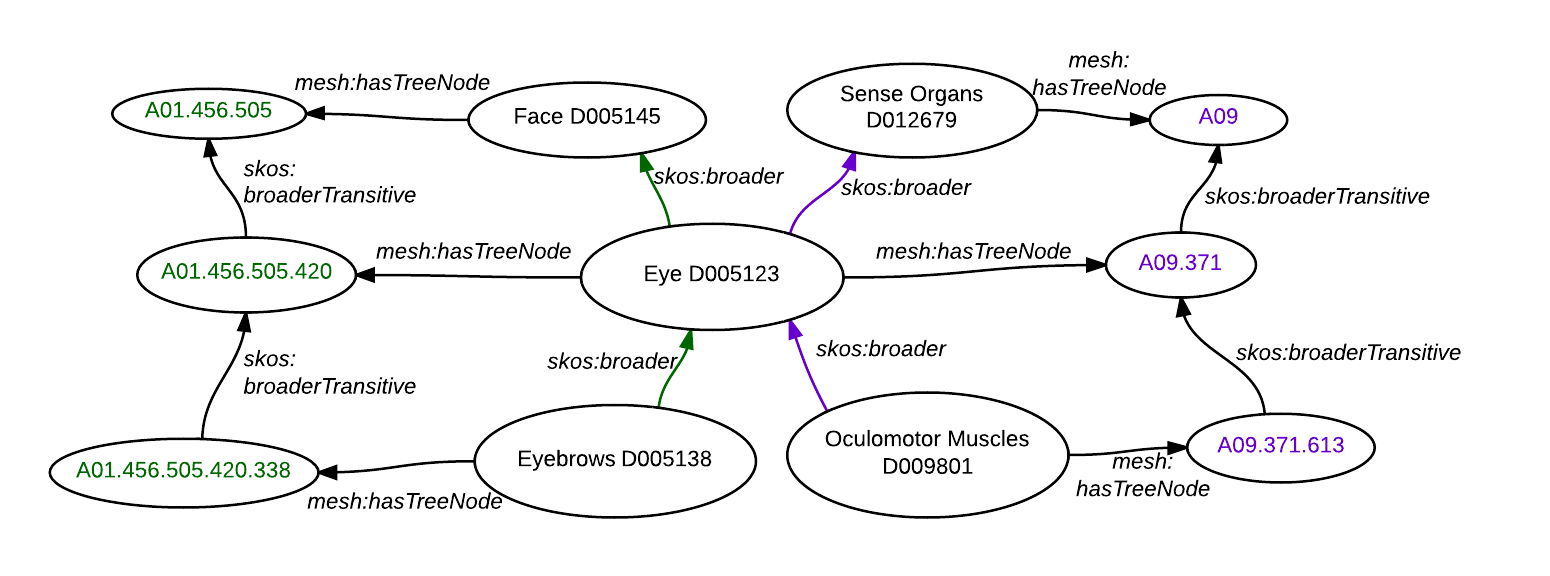 mesh:
mesh:hasTreeNode
hasTreeNode
A01.456.505
Face D005145
Sense Organs
D012679
A09
skos:
broaderTransitive
skos:broader
skos:broader
skos:broaderTransitive
mesh:hasTreeNode
mesh:hasTreeNode
A01.456.505.420
Eye D005123
A09.371
skos:
broaderTransitive
skos:broader
skos:broader
skos:broaderTransitive
A01.456.505.420.338
Eyebrows D005138
Oculomotor Muscles
D009801
A09.371.613
mesh:hasTreeNode
mesh:
hasTreeNode